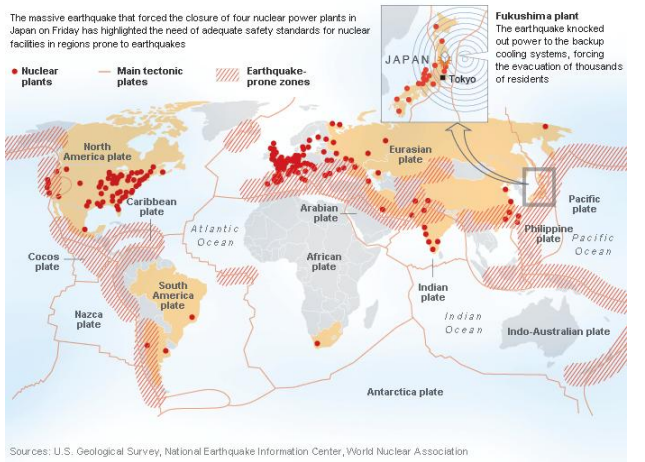 The massive earthquake that forced the closure of four nuclear power plants in
Japan on Friday has highlighted the need of adequate safety standards for nuclear
facilities in regions prone to earthquakes
Nuclear
plants
Main tectonic
plates
Earthquake-
prone zones
JAPAN
Tokyo
Fukushima plant
The earthquake knocked
out power to the backup
cooling systems, forcing
the evacuation of thousands
of residents
North
America plate
Eurasian
plate
Caribbean
plate
Arabian
plate
Pacific
plate
Atlantic
Ocean
Philippine
plate
Pacific
Ocean
Cocos
plate
African
plate
South
America
plate
Indian
plate
Nazca
plate
Indian
Ocean
Indo-Australian plate
Antarctica plate
Sources: U.S. Geological Survey, National Earthquake Information Center, World Nuclear Association